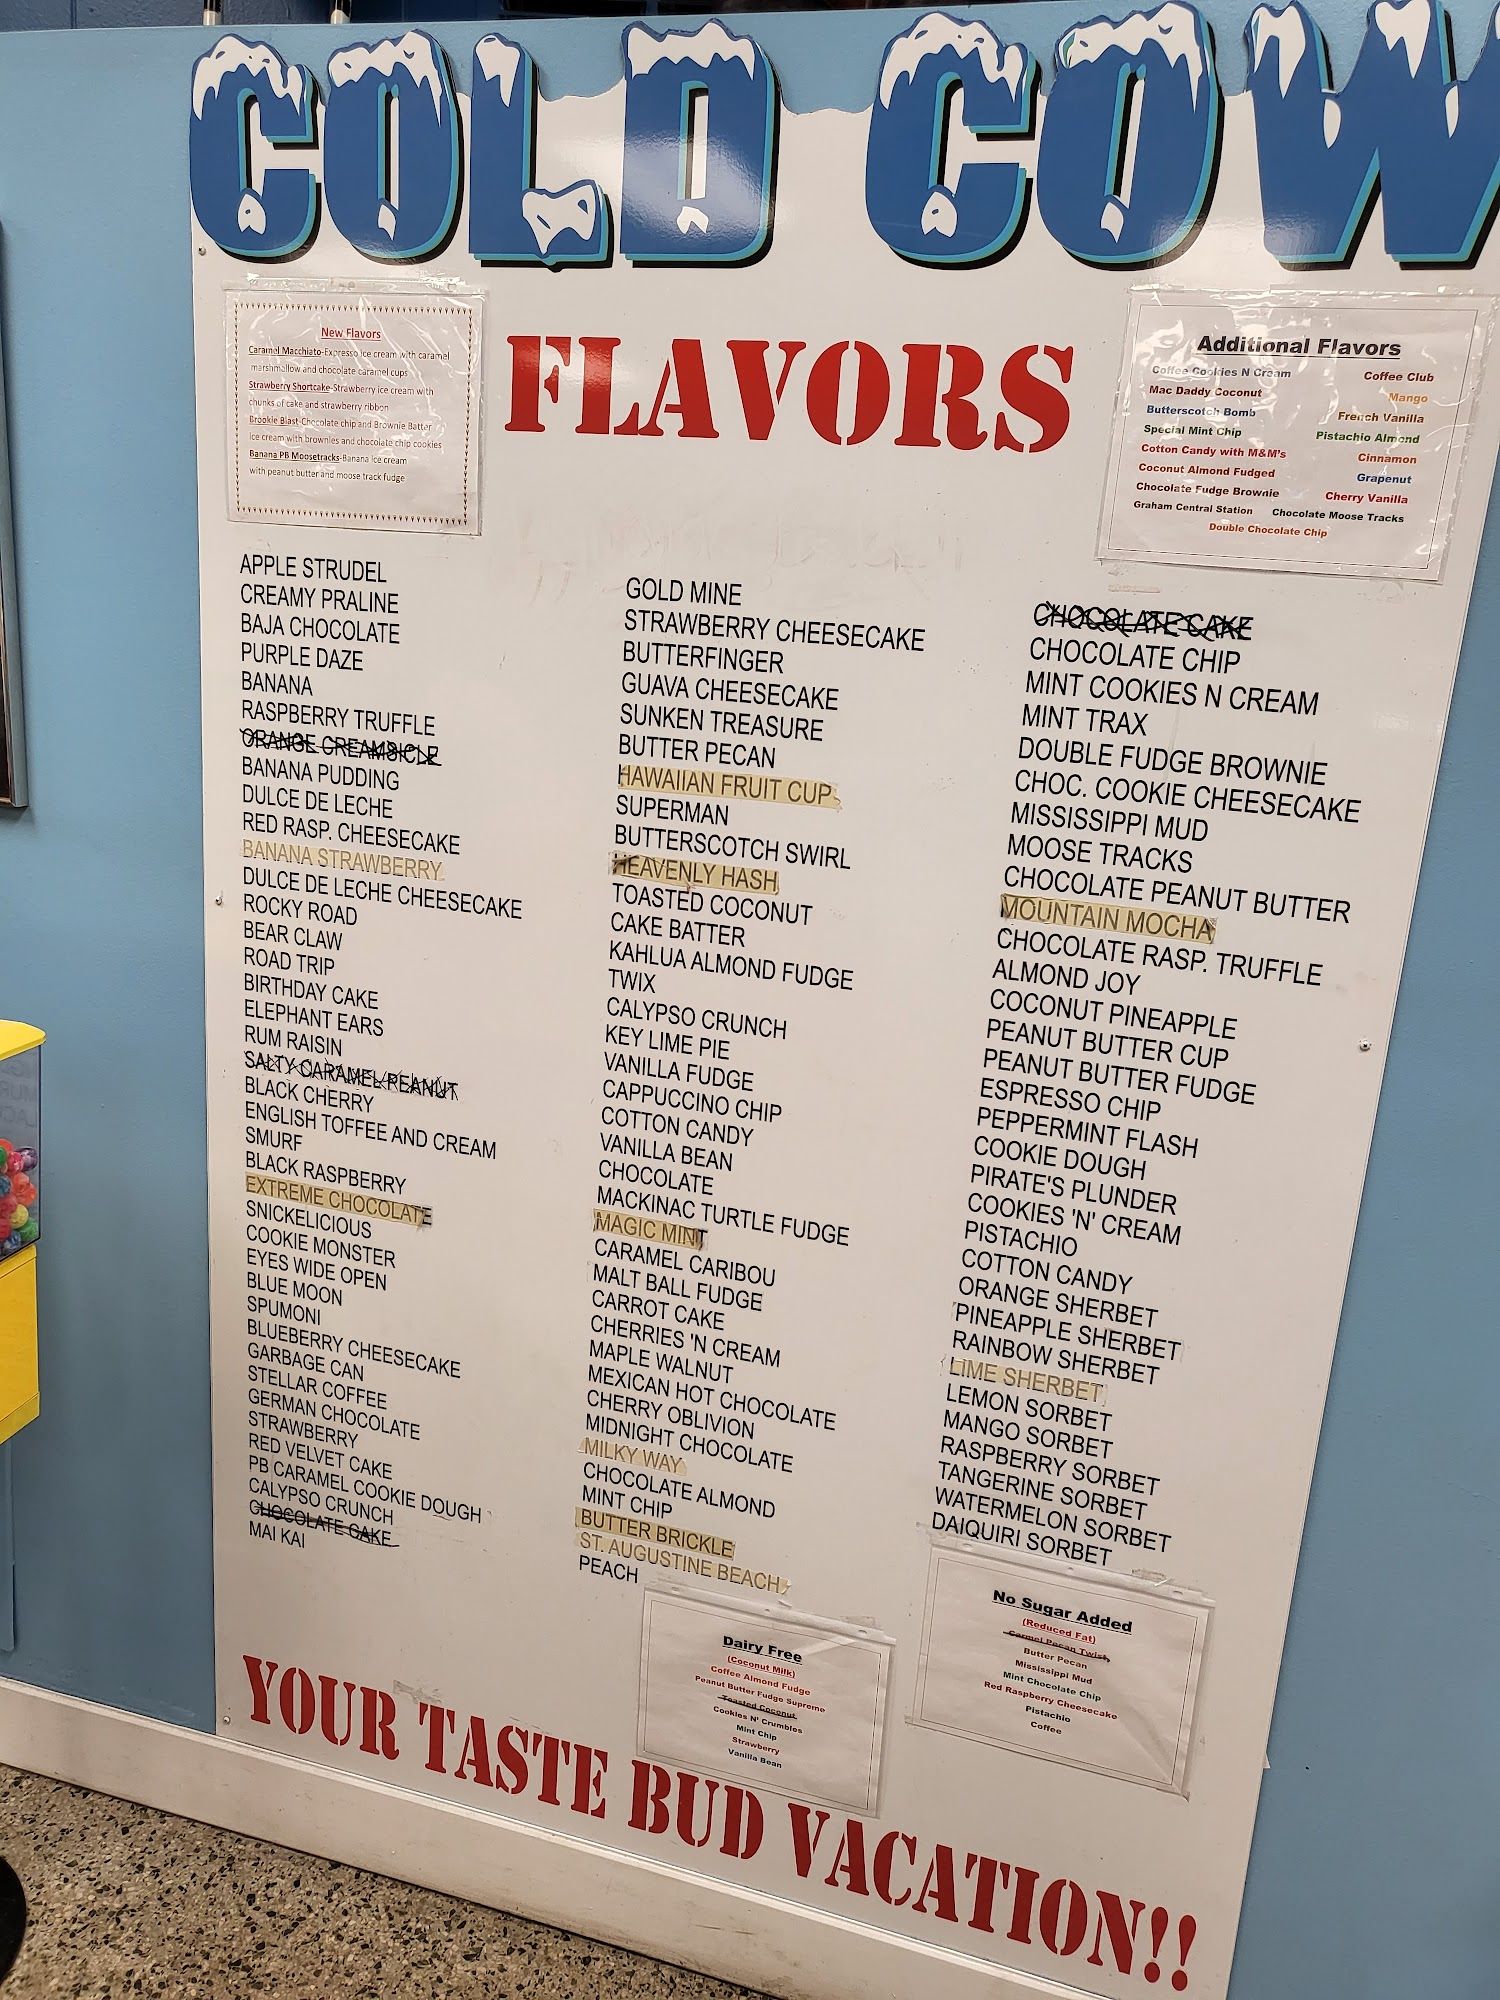 COLD COW
FLAVORS
New Flavors
Caramel Macchiato-Expresso ice cream with caramel
marshmallow and chocolate caramel cups
Strawberry Shortcake-Strawberry ice cream with
chunks of cake and strawberry ribbon
Brookie Blast-Chocolate chip and Brownie Batter
ice cream with brownies and chocolate chip cookies
Banana PB Moosetracks-Banana ice cream
with peanut butter and moose track fudge
Additional Flavors
Coffee Cookies N Cream
Coffee Club
Mac Daddy Coconut
Mango
Butterscotch Bomb
French Vanilla
Special Mint Chip
Pistachio Almond
Cotton Candy with M&M's
Cinnamon
Coconut Almond Fudged
Grapenut
Chocolate Fudge Brownie
Cherry Vanilla
Graham Central Station
Chocolate Moose Tracks
Double Chocolate Chip
APPLE STRUDEL
CREAMY PRALINE
BAJA CHOCOLATE
PURPLE DAZE
BANANA
RASPBERRY TRUFFLE
ORANGE CREAMSICLE
BANANA PUDDING
DULCE DE LECHE
RED RASP. CHEESECAKE
BANANA STRAWBERRY
DULCE DE LECHE CHEESECAKE
ROCKY ROAD
BEAR CLAW
ROAD TRIP
BIRTHDAY CAKE
ELEPHANT EARS
RUM RAISIN
SALTY CARAMEL PEANUT
BLACK CHERRY
ENGLISH TOFFEE AND CREAM
SMURF
BLACK RASPBERRY
EXTREME CHOCOLATE
SNICKELICIOUS
COOKIE MONSTER
EYES WIDE OPEN
BLUE MOON
SPUMONI
BLUEBERRY CHEESECAKE
GARBAGE CAN
STELLAR COFFEE
GERMAN CHOCOLATE
STRAWBERRY
RED VELVET CAKE
PB CARAMEL COOKIE DOUGH
CALYPSO CRUNCH
CHOCOLATE CAKE
MAI KAI
GOLD MINE
STRAWBERRY CHEESECAKE
BUTTERFINGER
GUAVA CHEESECAKE
SUNKEN TREASURE
BUTTER PECAN
HAWAIIAN FRUIT CUP
SUPERMAN
BUTTERSCOTCH SWIRL
HEAVENLY HASH
TOASTED COCONUT
CAKE BATTER
KAHLUA ALMOND FUDGE
TWIX
CALYPSO CRUNCH
KEY LIME PIE
VANILLA FUDGE
CAPPUCCINO CHIP
COTTON CANDY
VANILLA BEAN
CHOCOLATE
MACKINAC TURTLE FUDGE
MAGIC MINT
CARAMEL CARIBOU
MALT BALL FUDGE
CARROT CAKE
CHERRIES 'N CREAM
MAPLE WALNUT
MEXICAN HOT CHOCOLATE
CHERRY OBLIVION
MIDNIGHT CHOCOLATE
MILKY WAY
CHOCOLATE ALMOND
MINT CHIP
BUTTER BRICKLE
ST. AUGUSTINE BEACH
PEACH
CHOCOLATE CAKE
CHOCOLATE CHIP
MINT COOKIES N CREAM
MINT TRAX
DOUBLE FUDGE BROWNIE
CHOC. COOKIE CHEESECAKE
MISSISSIPPI MUD
MOOSE TRACKS
CHOCOLATE PEANUT BUTTER
MOUNTAIN MOCHA
CHOCOLATE RASP. TRUFFLE
ALMOND JOY
COCONUT PINEAPPLE
PEANUT BUTTER CUP
PEANUT BUTTER FUDGE
ESPRESSO CHIP
PEPPERMINT FLASH
COOKIE DOUGH
PIRATE'S PLUNDER
COOKIES 'N' CREAM
PISTACHIO
COTTON CANDY
ORANGE SHERBET
PINEAPPLE SHERBET
RAINBOW SHERBET
LIME SHERBET
LEMON SORBET
MANGO SORBET
RASPBERRY SORBET
TANGERINE SORBET
WATERMELON SORBET
DAIQUIRI SORBET
Dairy Free
(Coconut Milk)
Coffee Almond Fudge
Peanut Butter Fudge Supreme
Toasted Coconut
Cookies N' Crumbles
Mint Chip
Strawberry
Vanilla Bean
No Sugar Added
(Reduced Fat)
Carmel Pecan Twist
Butter Pecan
Mississippi Mud
Mint Chocolate Chip
Red Raspberry Cheesecake
Pistachio
Coffee
YOUR TASTE BUD VACATION!!